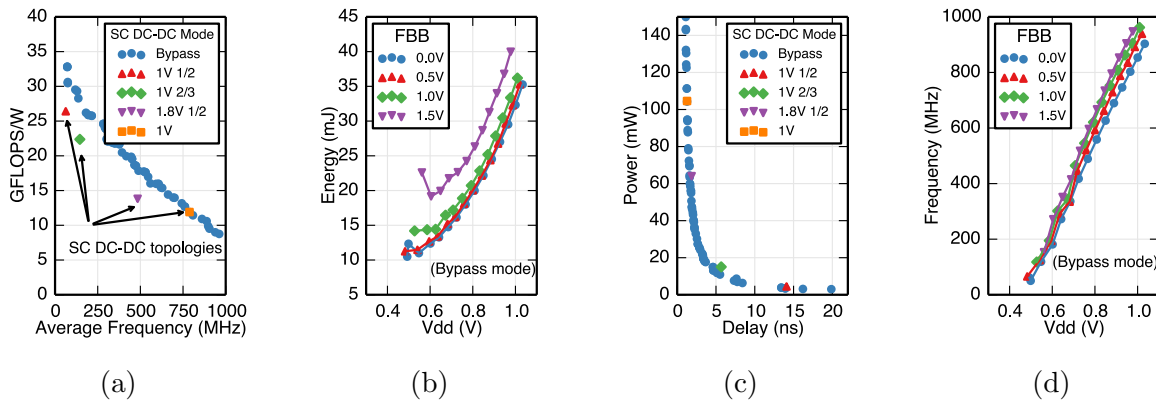 GFLOPS/W
40
35
30
25
20
15
10
5
0
0
250
500
750
1000
Average Frequency (MHz)
SC DC-DC Mode
Bypass
1V 1/2
1V 2/3
1.8V 1/2
1V
SC DC-DC topologies
(a)
Energy (mJ)
45
40
35
30
25
20
15
10
5
0.4
0.6
0.8
1.0
Vdd (V)
FBB
0.0V
0.5V
1.0V
1.5V
(Bypass mode)
(b)
Power (mW)
140
120
100
80
60
40
20
0
0
5
10
15
20
Delay (ns)
SC DC-DC Mode
Bypass
1V 1/2
1V 2/3
1.8V 1/2
1V
(c)
Frequency (MHz)
1000
800
600
400
200
0
0.4
0.6
0.8
1.0
Vdd (V)
FBB
0.0V
0.5V
1.0V
1.5V
(Bypass mode)
(d)